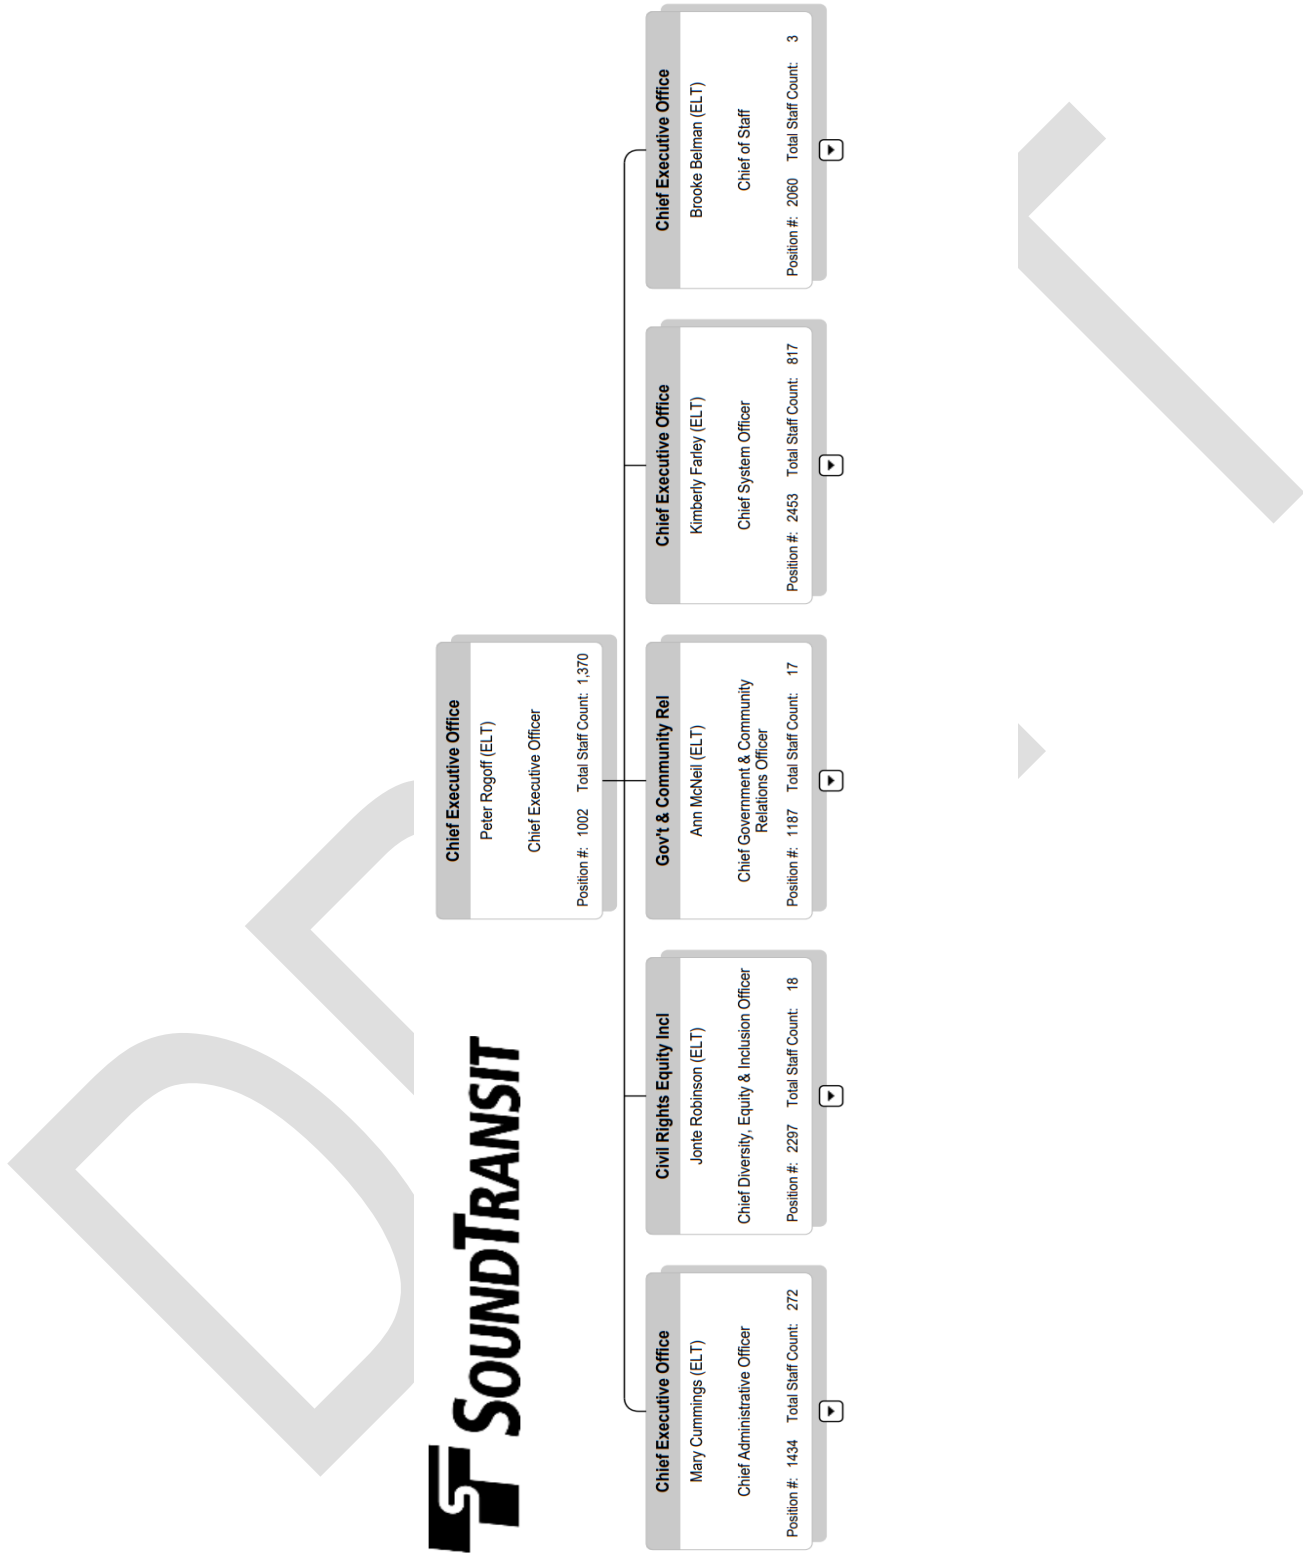 SOUNDTRANSIT
Chief Executive Office
Peter Rogoff (ELT)
Chief Executive Officer
Position #: 1002 Total Staff Count: 1,370
Chief Executive Office
Mary Cummings (ELT)
Chief Administrative Officer
Position #: 1434 Total Staff Count: 272
Civil Rights Equity Incl
Jonte Robinson (ELT)
Chief Diversity, Equity & Inclusion Officer
Position #: 2297 Total Staff Count: 18
Gov't & Community Rel
Ann McNeil (ELT)
Chief Government & Community
Relations Officer
Position #: 1187 Total Staff Count: 17
Chief Executive Office
Kimberly Farley (ELT)
Chief System Officer
Position #: 2453 Total Staff Count: 817
Chief Executive Office
Brooke Belman (ELT)
Chief of Staff
Position #: 2060 Total Staff Count: 3